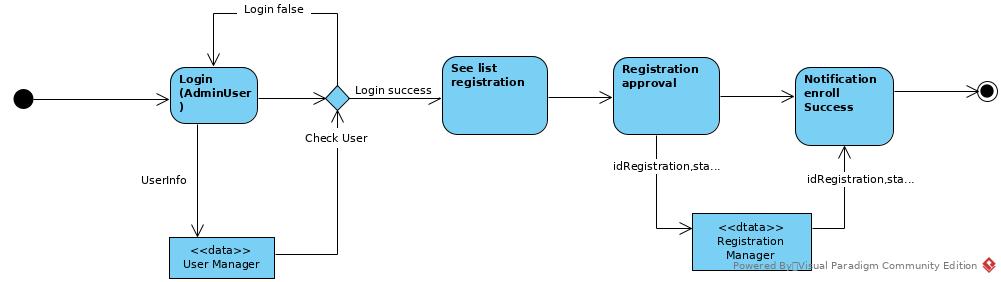 Login false
Login
(AdminUser
)
Login success
See list
registration
Registration
approval
Notification
enroll
Success
Check User
UserInfo
idRegistration,sta...
idRegistration,sta...
<<data>>
User Manager
<<dtata>>
Registration
Manager
Powered By Visual Paradigm Community Edition